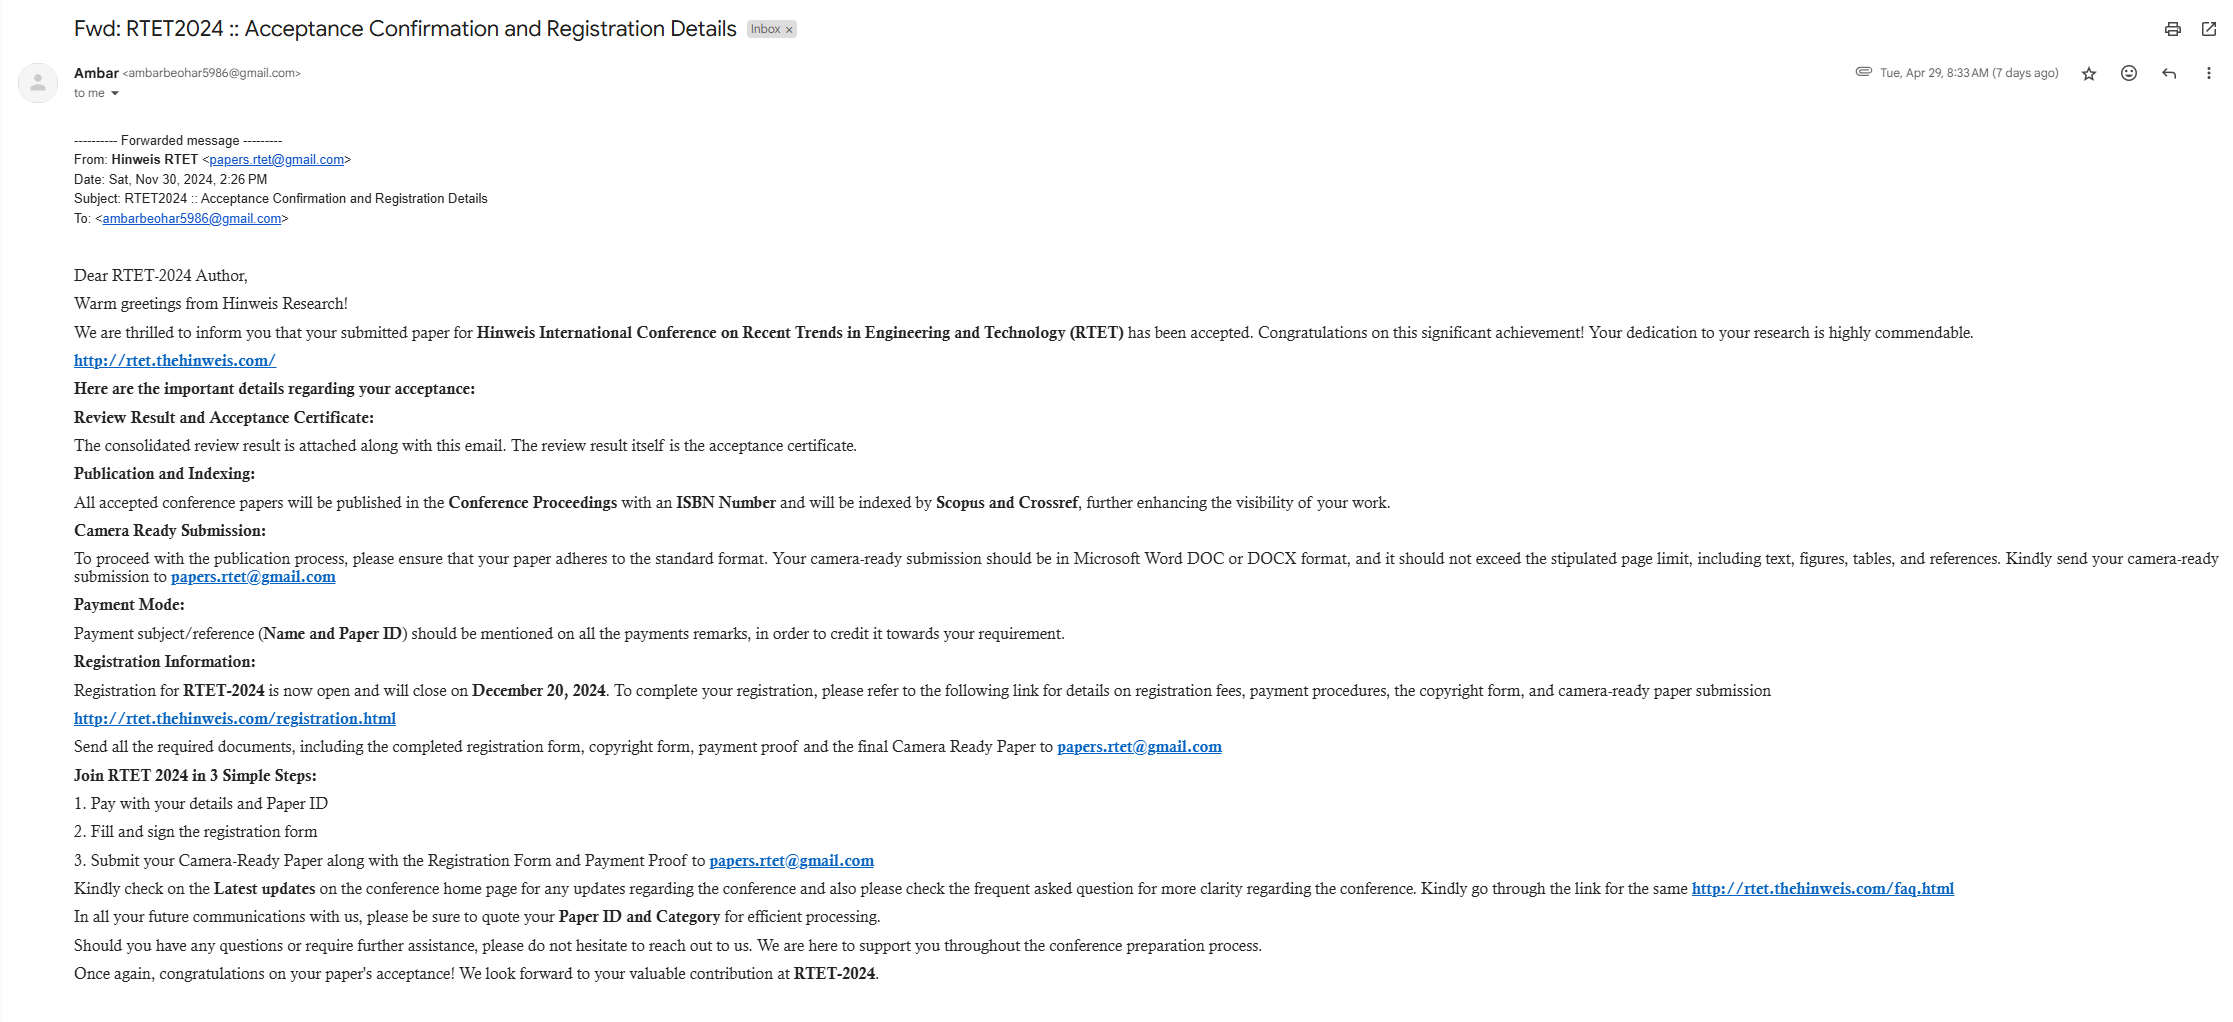 Fwd: RTET2024 :: Acceptance Confirmation and Registration Details Inbox ×
Ambar <ambarbeohar5986@gmail.com> Tue, Apr 29, 8:33 AM (7 days ago)
to me
---------- Forwarded message ---------
From: Hinweis RTET <papers.rtet@gmail.com>
Date: Sat, Nov 30, 2024, 2:26 PM
Subject: RTET2024 :: Acceptance Confirmation and Registration Details
To: <ambarbeohar5986@gmail.com>
Dear RTET-2024 Author,
Warm greetings from Hinweis Research!
We are thrilled to inform you that your submitted paper for Hinweis International Conference on Recent Trends in Engineering and Technology (RTET) has been accepted. Congratulations on this significant achievement! Your dedication to your research is highly commendable.
http://rtet.thehinweis.com/
Here are the important details regarding your acceptance:
Review Result and Acceptance Certificate:
The consolidated review result is attached along with this email. The review result itself is the acceptance certificate.
Publication and Indexing:
All accepted conference papers will be published in the Conference Proceedings with an ISBN Number and will be indexed by Scopus and Crossref, further enhancing the visibility of your work.
Camera Ready Submission:
To proceed with the publication process, please ensure that your paper adheres to the standard format. Your camera-ready submission should be in Microsoft Word DOC or DOCX format, and it should not exceed the stipulated page limit, including text, figures, tables, and references. Kindly send your camera-ready
submission to papers.rtet@gmail.com
Payment Mode:
Payment subject/reference (Name and Paper ID) should be mentioned on all the payments remarks, in order to credit it towards your requirement.
Registration Information:
Registration for RTET-2024 is now open and will close on December 20, 2024. To complete your registration, please refer to the following link for details on registration fees, payment procedures, the copyright form, and camera-ready paper submission
http://rtet.thehinweis.com/registration.html
Send all the required documents, including the completed registration form, copyright form, payment proof and the final Camera Ready Paper to papers.rtet@gmail.com
Join RTET 2024 in 3 Simple Steps:
1. Pay with your details and Paper ID
2. Fill and sign the registration form
3. Submit your Camera-Ready Paper along with the Registration Form and Payment Proof to papers.rtet@gmail.com
Kindly check on the Latest updates on the conference home page for any updates regarding the conference and also please check the frequent asked question for more clarity regarding the conference. Kindly go through the link for the same http://rtet.thehinweis.com/faq.html
In all your future communications with us, please be sure to quote your Paper ID and Category for efficient processing.
Should you have any questions or require further assistance, please do not hesitate to reach out to us. We are here to support you throughout the conference preparation process.
Once again, congratulations on your paper's acceptance! We look forward to your valuable contribution at RTET-2024.